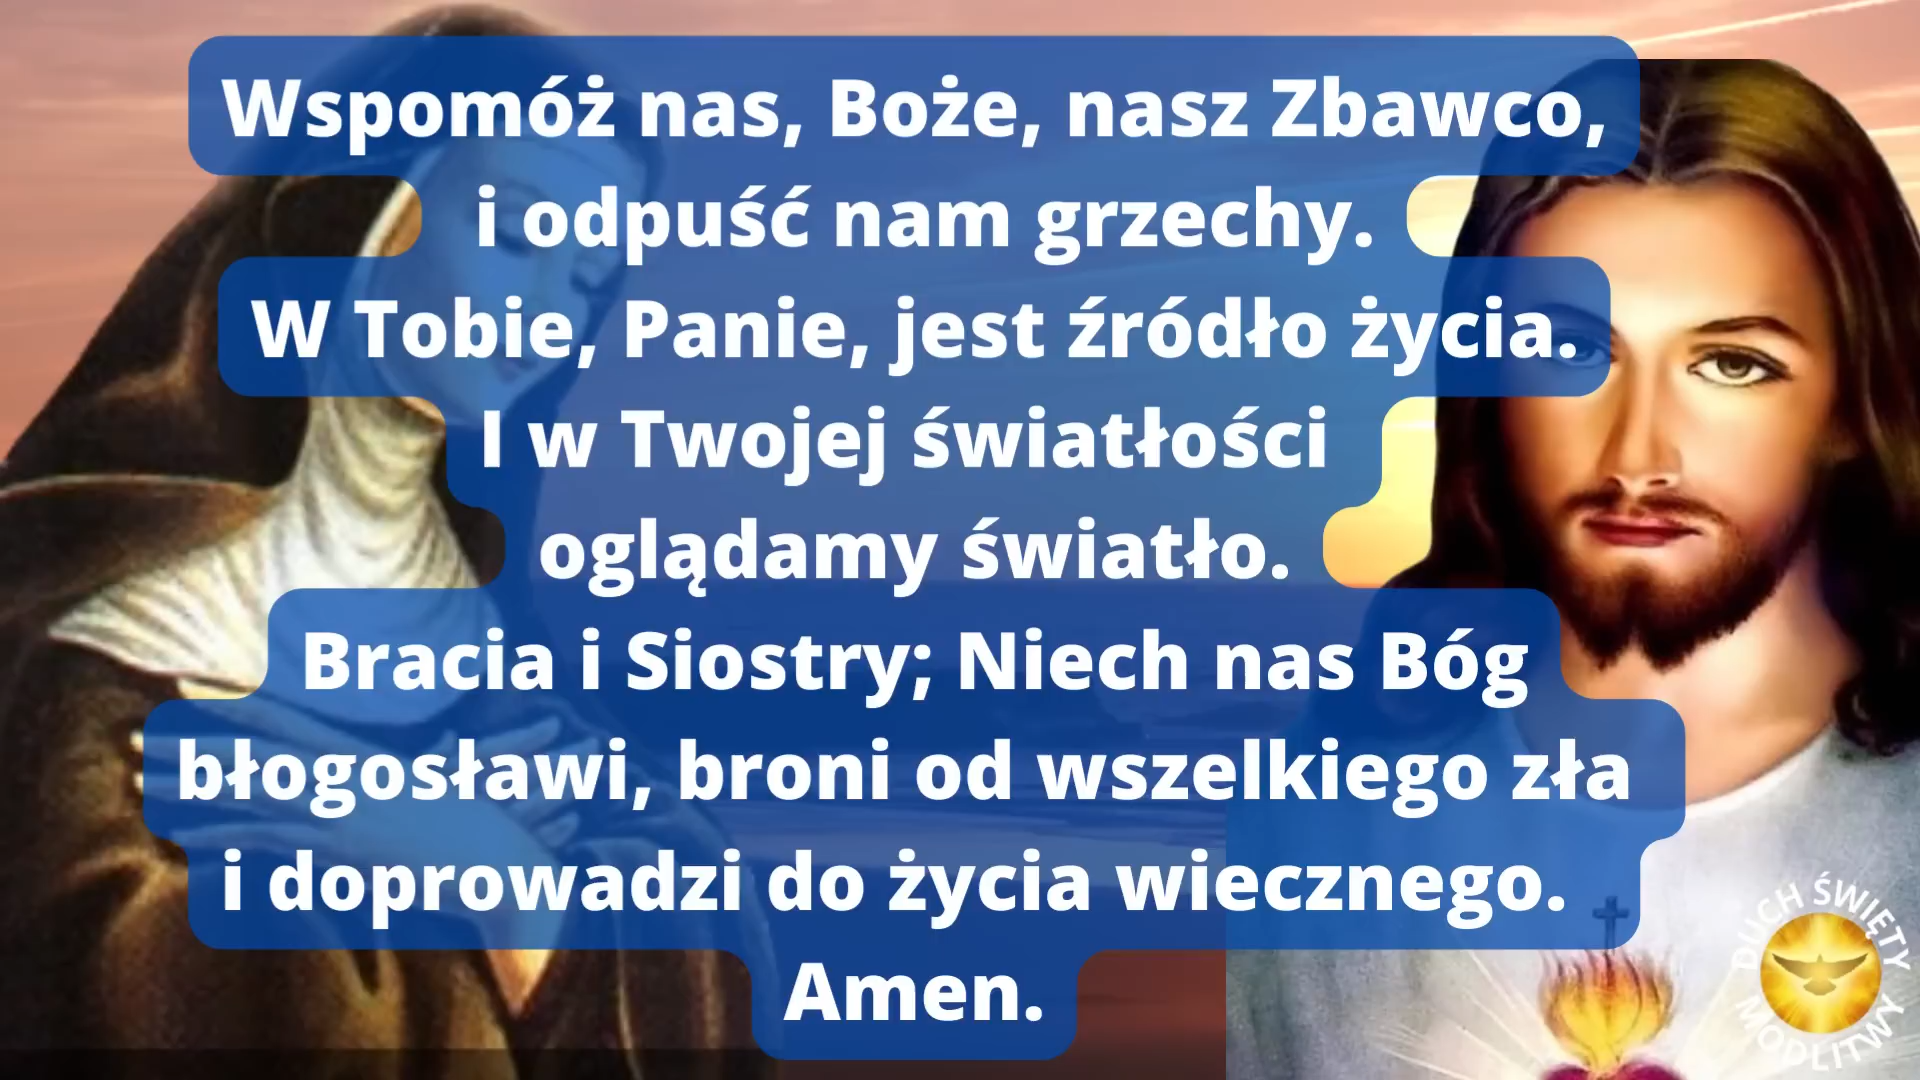 Wspomóż nas, Boże, nasz Zbawco,
i odpuść nam grzechy.
W Tobie, Panie, jest źródło życia.
I w Twojej światłości
oglądamy światło.
Bracia i Siostry; Niech nas Bóg
błogosławi, broni od wszelkiego zła
i doprowadzi do życia wiecznego.
Amen.
DUCH ŚWIĘTY
MODLITWY